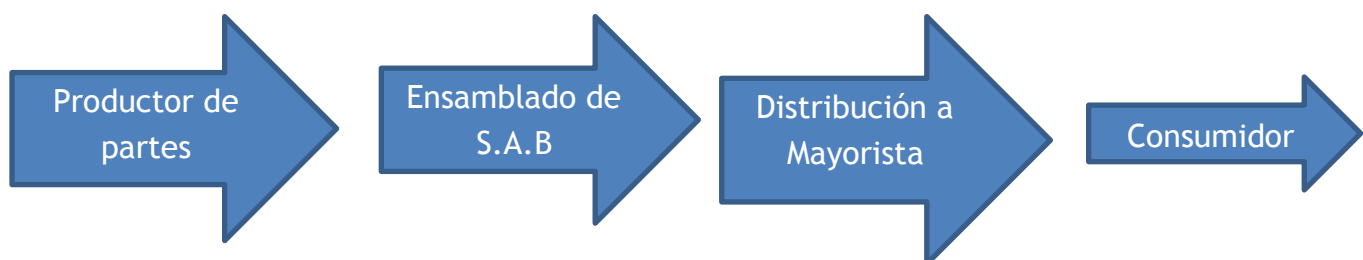 Productor de
partes
Ensamblado de
S.A.B
Distribución a
Mayorista
Consumidor